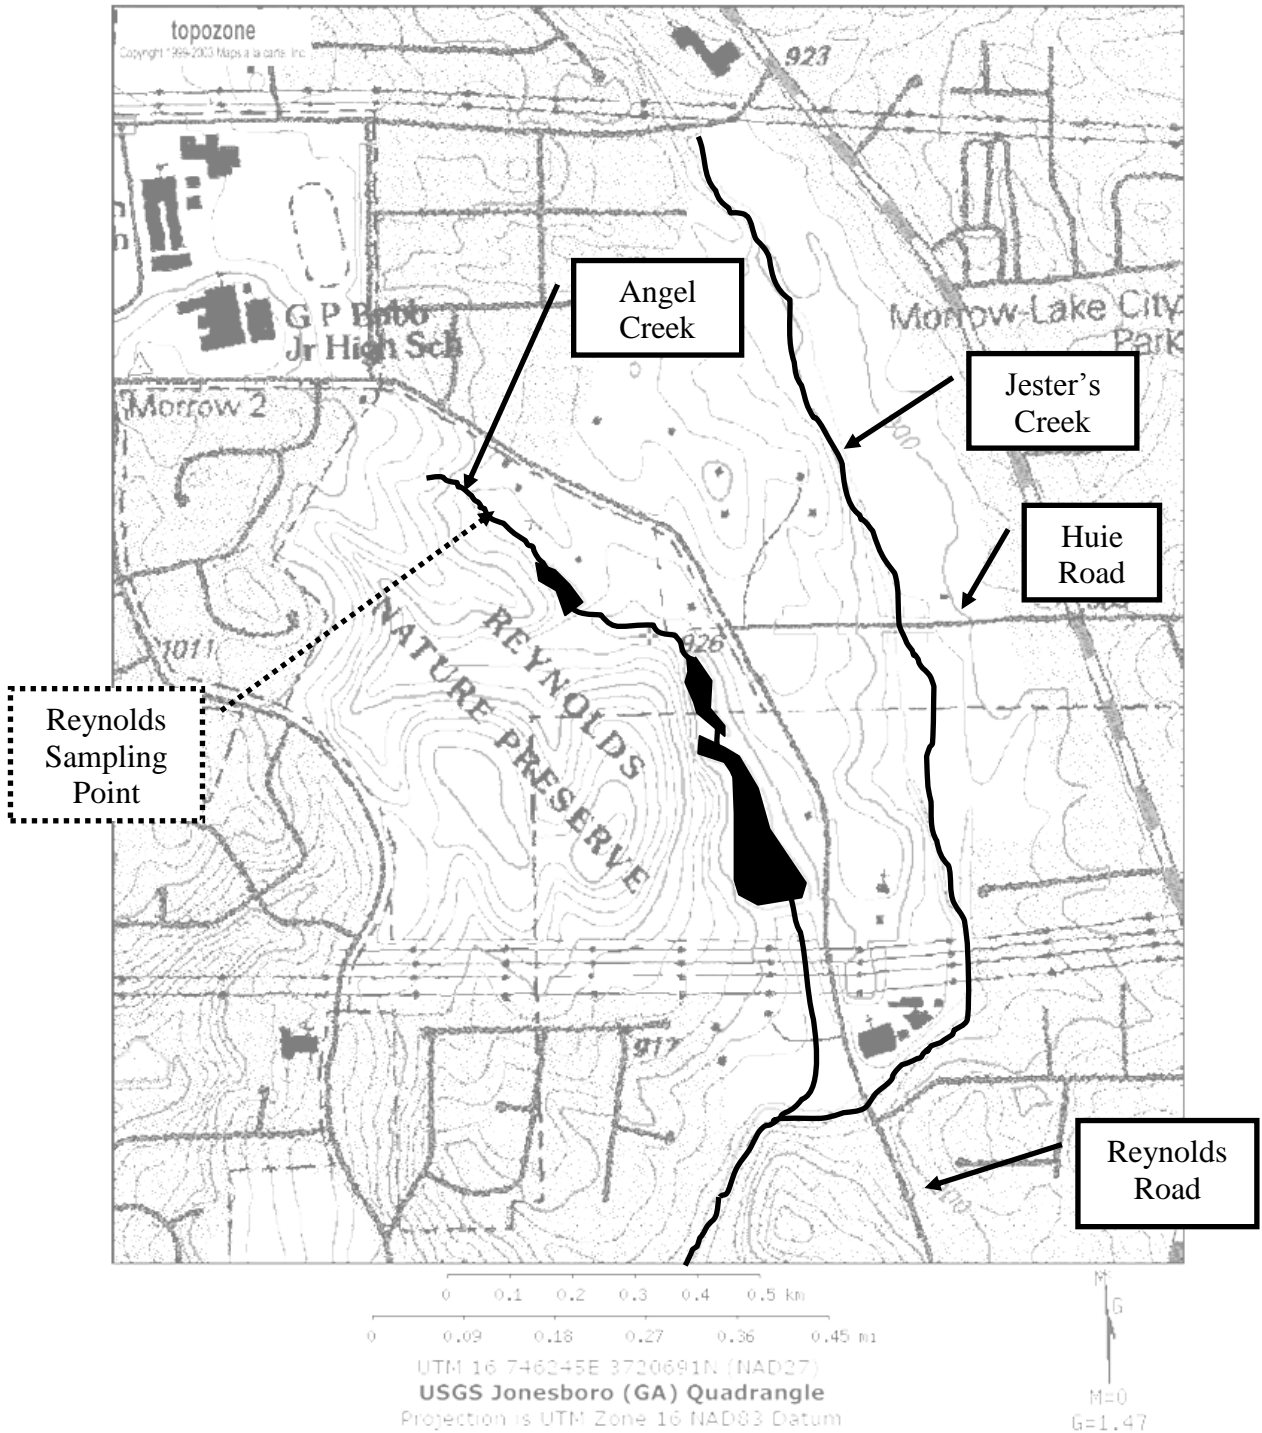 topozone
Copyright 1999-2003 Maps a la carte, Inc.
923
G P Babb
Jr High Sch
Angel
Creek
Morrow-Lake City
Park
Jester's
Creek
Morrow 2
Huie
Road
REYNOLDS
NATURE PRESERVE
926
1011
Reynolds
Sampling
Point
917
Reynolds
Road
0 0.1 0.2 0.3 0.4 0.5 km
0 0.09 0.18 0.27 0.36 0.45 mi
UTM 16 746245E 3720691N (NAD27)
USGS Jonesboro (GA) Quadrangle
Projection is UTM Zone 16 NAD83 Datum
M
G
M=0
G=1.47